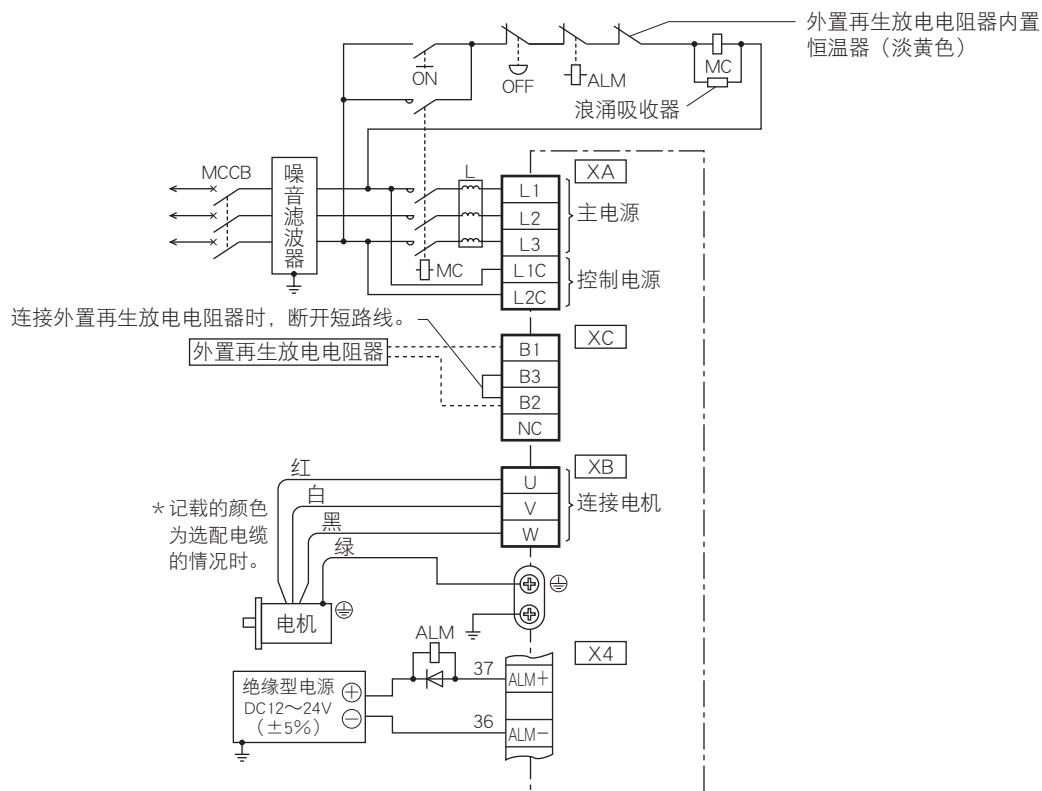 外置再生放电电阻器内置
恒温器（淡黄色）
ON
OFF
ALM
MC
浪涌吸收器
MCCB
噪音滤波器
L
MC
XA
L1
L2
L3
L1C
L2C
主电源
控制电源
连接外置再生放电电阻器时，断开短路线。
外置再生放电电阻器
XC
B1
B3
B2
NC
XB
U
V
W
连接电机
红
白
黑
绿
＊记载的颜色
为选配电缆
的情况时。
电机
X4
ALM
37
ALM＋
36
ALM－
绝缘型电源
DC12～24V
（±5％）
＋
－